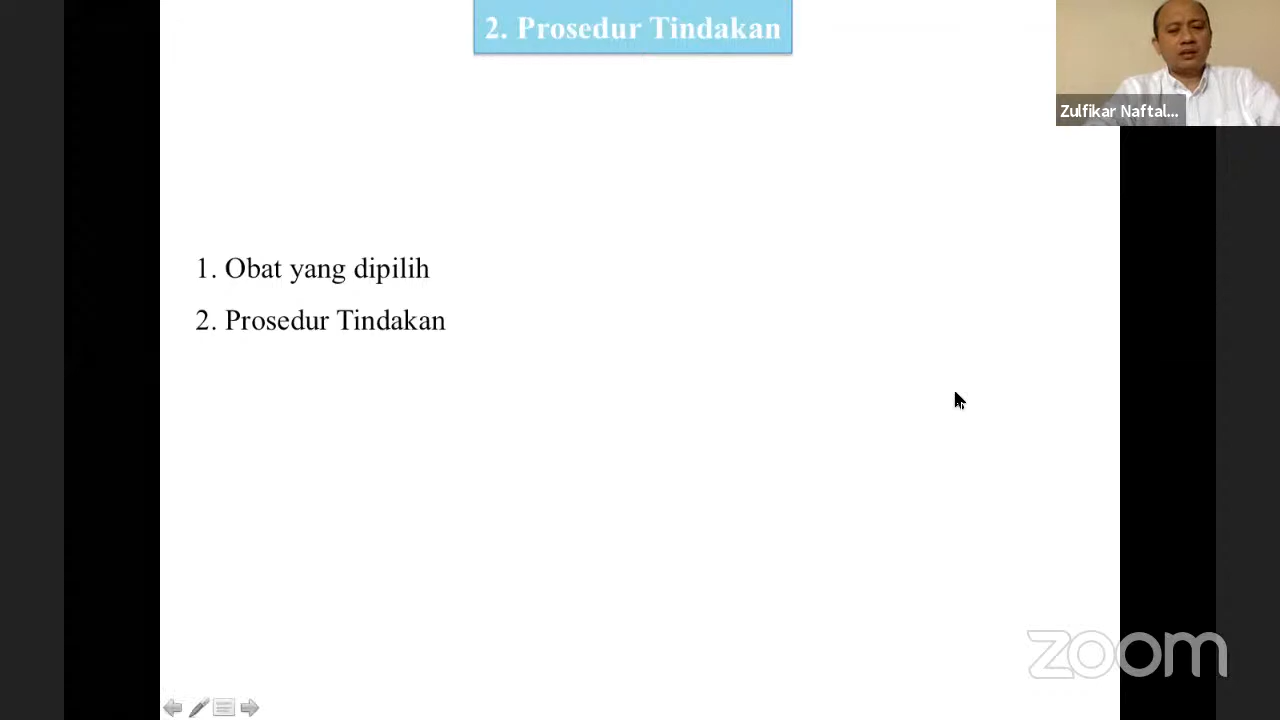 2. Prosedur Tindakan
Zulfikar Naftal...
1. Obat yang dipilih
2. Prosedur Tindakan
zoom